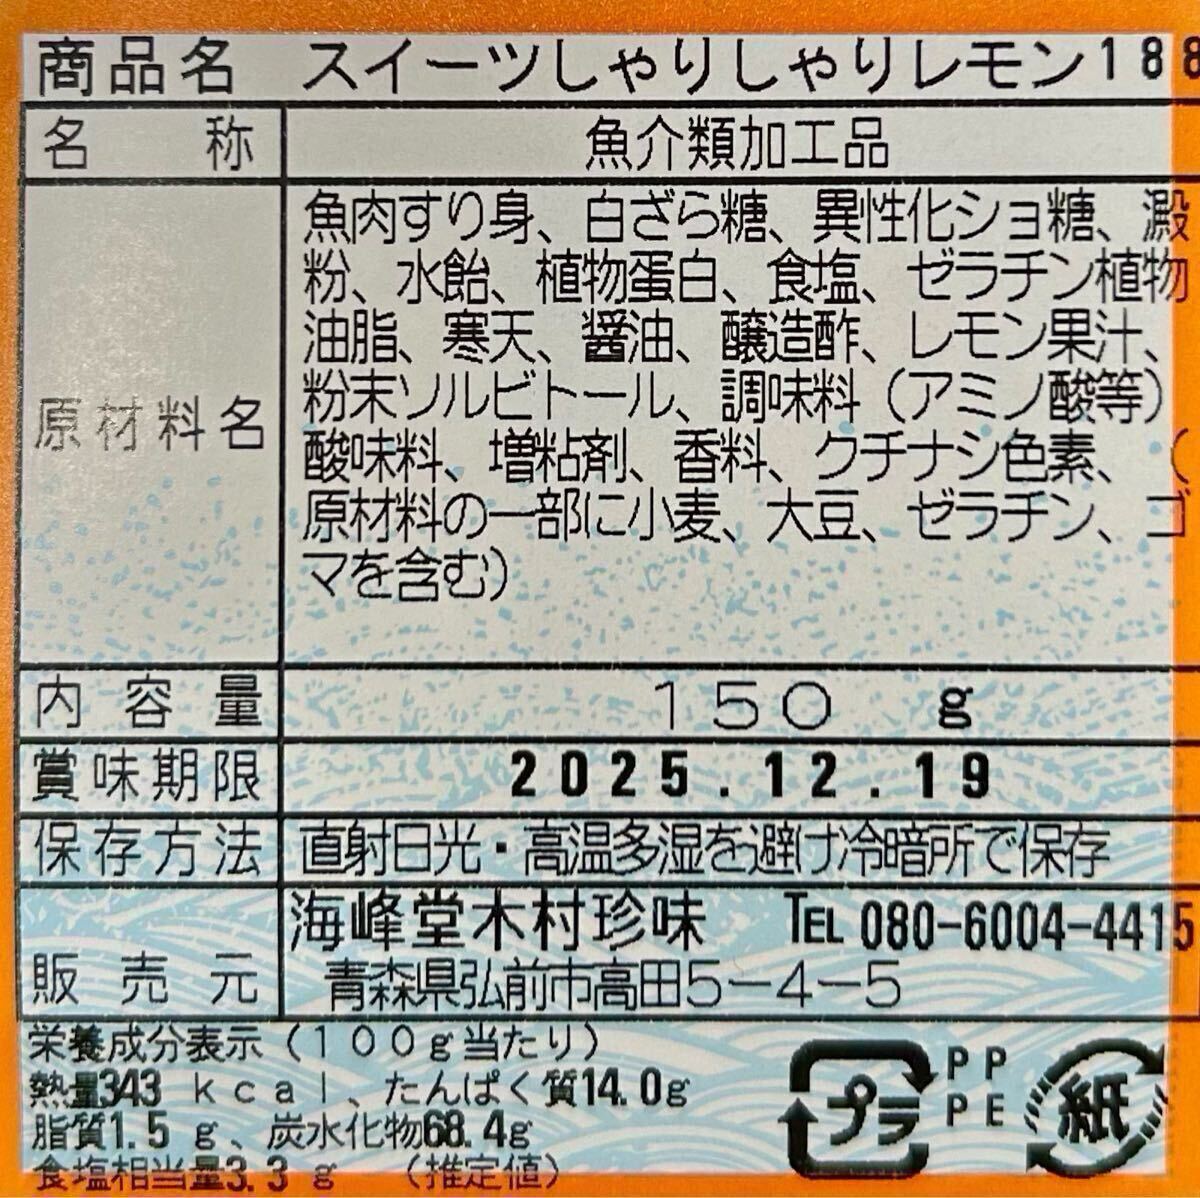 商品名 スイーツしゃりしゃりレモン188
名称 魚介類加工品
原材料名 魚肉すり身、白ざら糖、異性化ショ糖、澱
粉、水飴、植物蛋白、食塩、ゼラチン植物
油脂、寒天、醤油、醸造酢、レモン果汁、
粉末ソルビトール、調味料（アミノ酸等）
酸味料、増粘剤、香料、クチナシ色素、（
原材料の一部に小麦、大豆、ゼラチン、ゴ
マを含む）
内容量 150 g
賞味期限 2025.12.19
保存方法 直射日光・高温多湿を避け冷暗所で保存
販売元 海峰堂木村珍味 TEL 080-6004-4415
青森県弘前市高田5-4-5
栄養成分表示（100g当たり）
熱量343 kcal、たんぱく質14.0g
脂質1.5 g、炭水化物68.4g
食塩相当量3.3 g （推定値）
プラ
PP
PE
紙